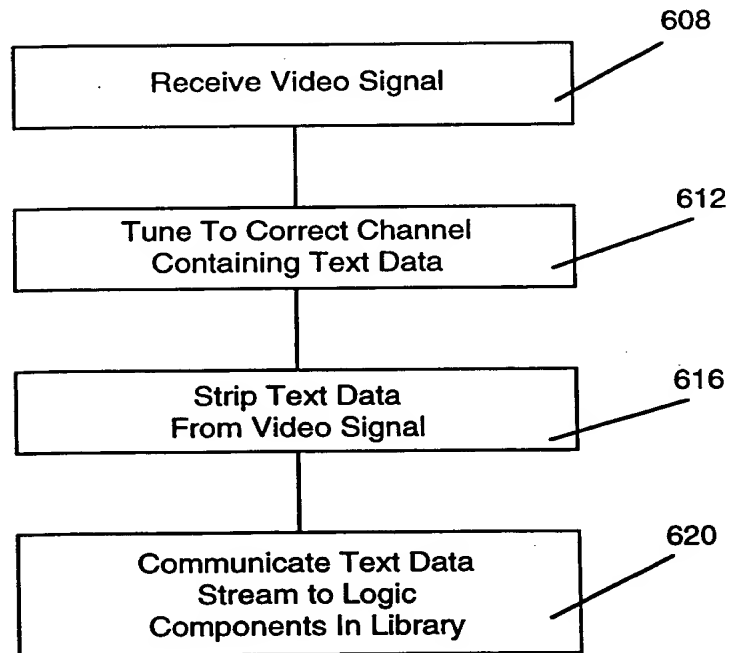 608
Receive Video Signal
612
Tune To Correct Channel
Containing Text Data
616
Strip Text Data
From Video Signal
620
Communicate Text Data
Stream to Logic
Components In Library